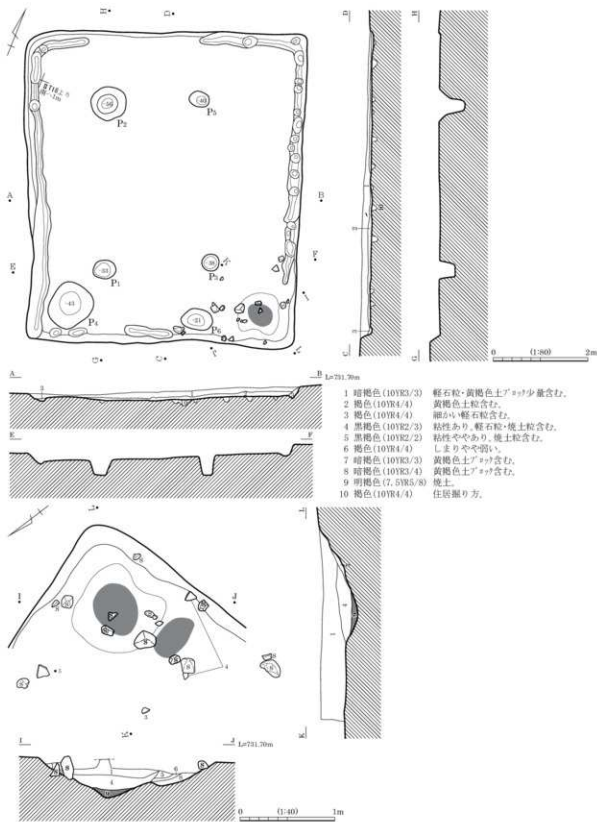 H
D
P2
P5
A
B
E
F
P1
P3
P4
P6
G
C
D
H
C
G
0 (1:80) 2m
A
B L=731.70m
E
F
1 暗褐色(10YR3/3) 軽石粒・黄褐色土ブロック少量含む。
2 褐色(10YR4/4) 黄褐色土粒含む。
3 褐色(10YR4/4) 細かい軽石粒含む。
4 黒褐色(10YR2/3) 粘性あり、軽石粒・焼土粒含む。
5 黒褐色(10YR2/2) 粘性ややあり、焼土粒含む。
6 褐色(10YR4/4) しまりやや弱い。
7 暗褐色(10YR3/3) 黄褐色土ブロック含む。
8 暗褐色(10YR3/4) 黄褐色土ブロック含む。
9 明褐色(7.5YR5/8) 焼土。
10 褐色(10YR4/4) 住居掘り方。
I
J
K
I
J L=731.70m
0 (1:40) 1m